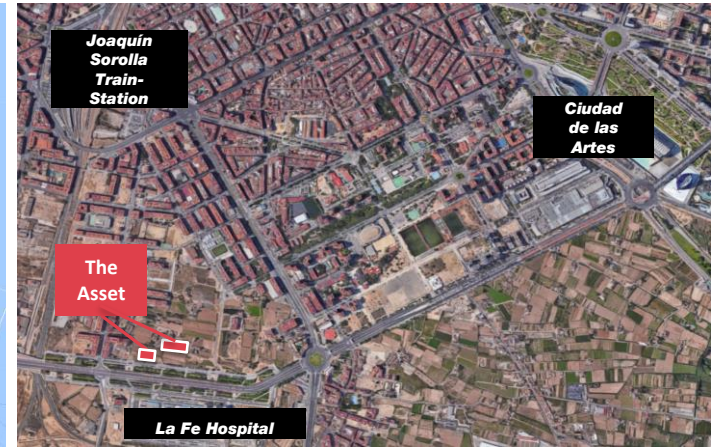 Joaquín
Sorolla
Train-
Station
Ciudad
de las
Artes
The
Asset
La Fe Hospital